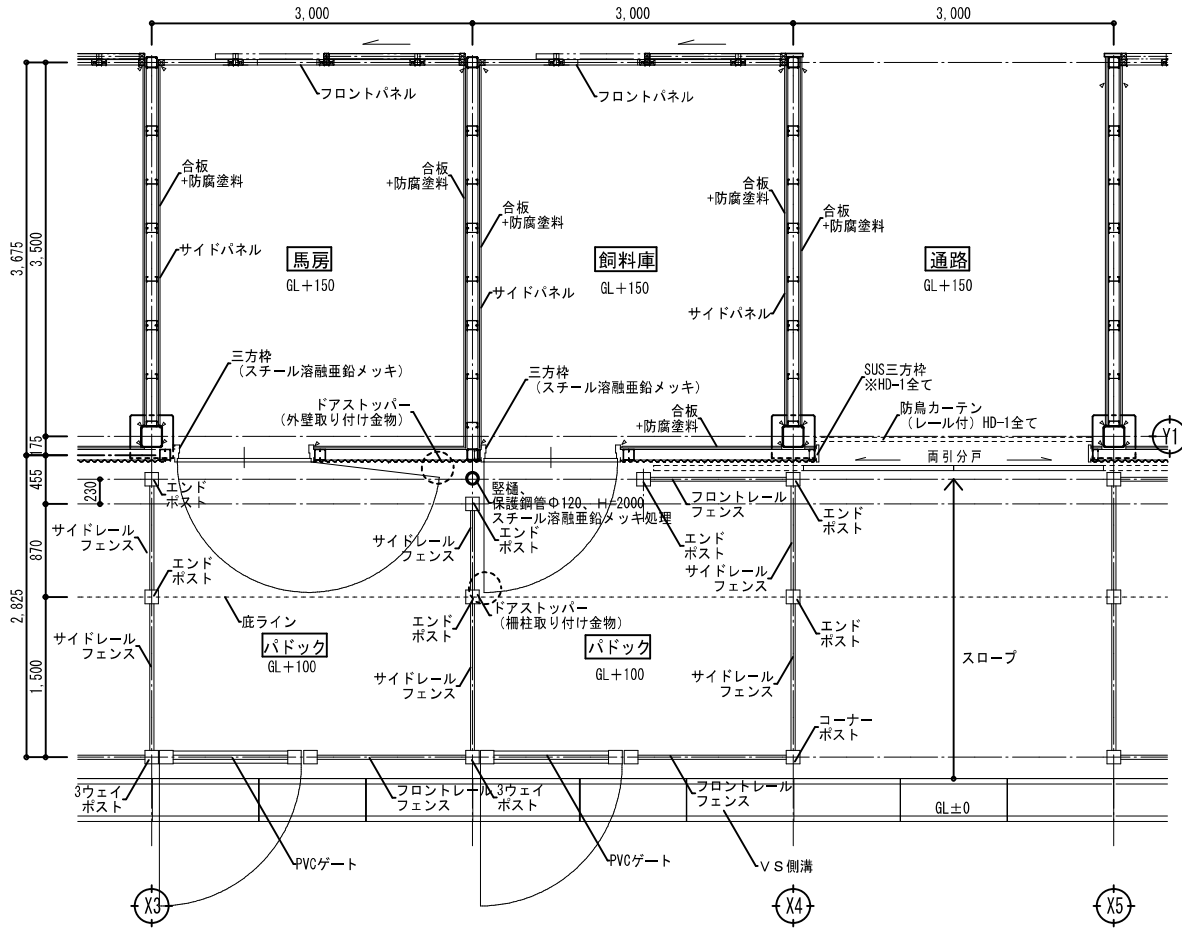 3,000
3,000
3,000
フロントパネル
フロントパネル
合板
+防腐塗料
合板
+防腐塗料
合板
+防腐塗料
合板
+防腐塗料
合板
+防腐塗料
3,675
3,500
サイドパネル
馬房
GL+150
飼料庫
GL+150
通路
GL+150
サイドパネル
サイドパネル
三方枠
(スチール溶融亜鉛メッキ)
三方枠
(スチール溶融亜鉛メッキ)
SUS三方枠
※HD-1全て
ドアストッパー
(外壁取り付け金物)
合板
+防腐塗料
防鳥カーテン
(レール付) HD-1全て
Y1
175
両引分戸
455
230
エンド
ポスト
竪樋、
保護鋼管Φ120、H=2000
スチール溶融亜鉛メッキ処理
フロントレール
フェンス
エンド
ポスト
サイドレール
フェンス
サイドレール
フェンス
エンド
ポスト
エンド
ポスト
870
エンド
ポスト
サイドレール
フェンス
2,825
庇ライン
ドアストッパー
(柵柱取り付け金物)
エンド
ポスト
エンド
ポスト
サイドレール
フェンス
パドック
GL+100
パドック
GL+100
スロープ
1,500
サイドレール
フェンス
サイドレール
フェンス
コーナー
ポスト
3ウェイ
ポスト
フロントレール
フェンス
3ウェイ
ポスト
フロントレール
フェンス
GL±0
PVCゲート
PVCゲート
VS側溝
X3
X4
X5